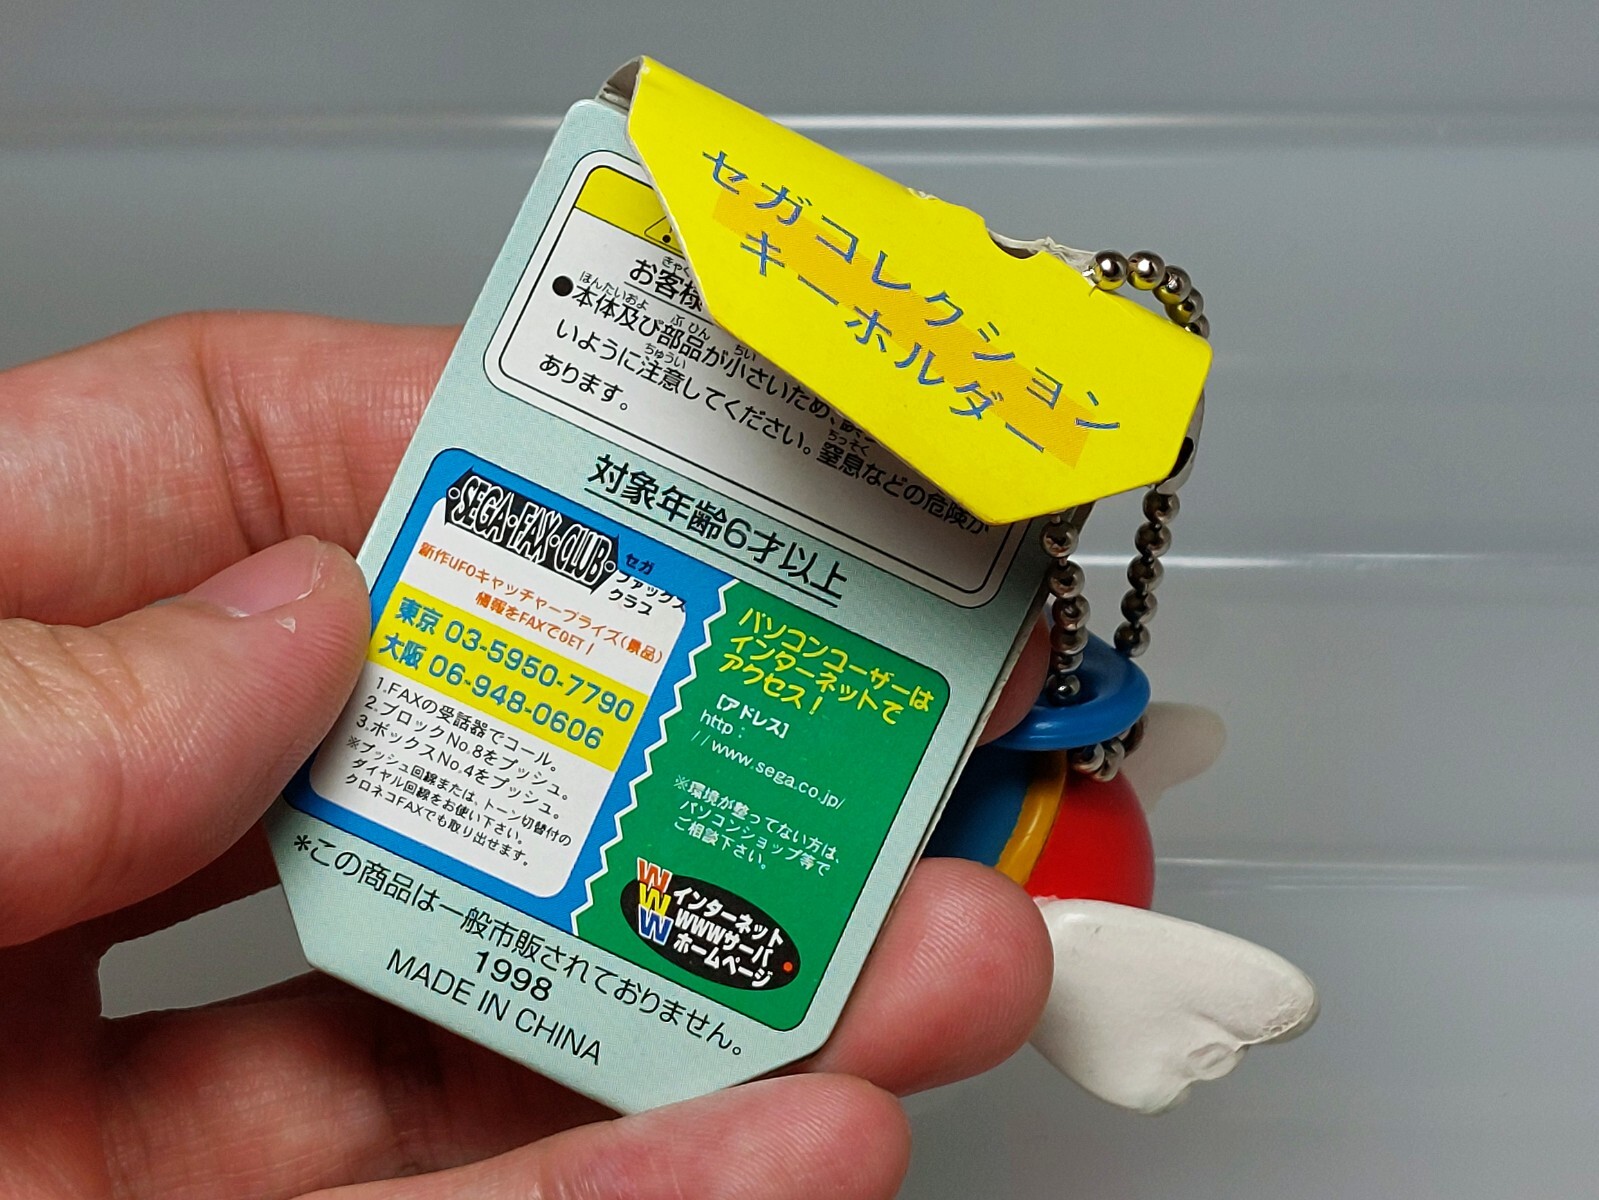 セガコレクション
キーホルダー
お客様
●本体及び部品が小さいため、
いように注意してください。窒息などの危険が
あります。
対象年齢6才以上
・SEGA・FAX・CLUB・
セガ
ファックス
クラブ
新作UFOキャッチャープライズ(景品)
情報をFAXでGET!
東京 03-5950-7790
大阪 06-948-0606
1.FAXの受話器でコール。
2.ブロックNo.8をプッシュ。
3.ボックスNo.4をプッシュ。
※プッシュ回線または、トーン切替付の
ダイヤル回線をお使い下さい。
クロネコFAXでも取り出せます。
パソコンユーザーは
インターネットで
アクセス!
[アドレス]
http:
//www.sega.co.jp/
※環境が整ってない方は、
パソコンショップ等で
ご相談下さい。
WWW
インターネット
WWWサーバ
ホームページ
*この商品は一般市販されておりません。
1998
MADE IN CHINA